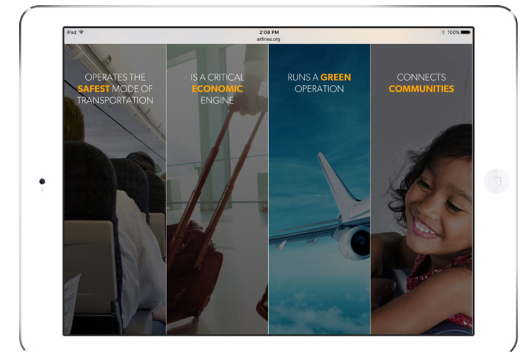 iPad
2:08 PM
100%
airlines.org
OPERATES THE
SAFEST MODE OF
TRANSPORTATION
IS A CRITICAL
ECONOMIC
ENGINE
RUNS A GREEN
OPERATION
CONNECTS
COMMUNITIES